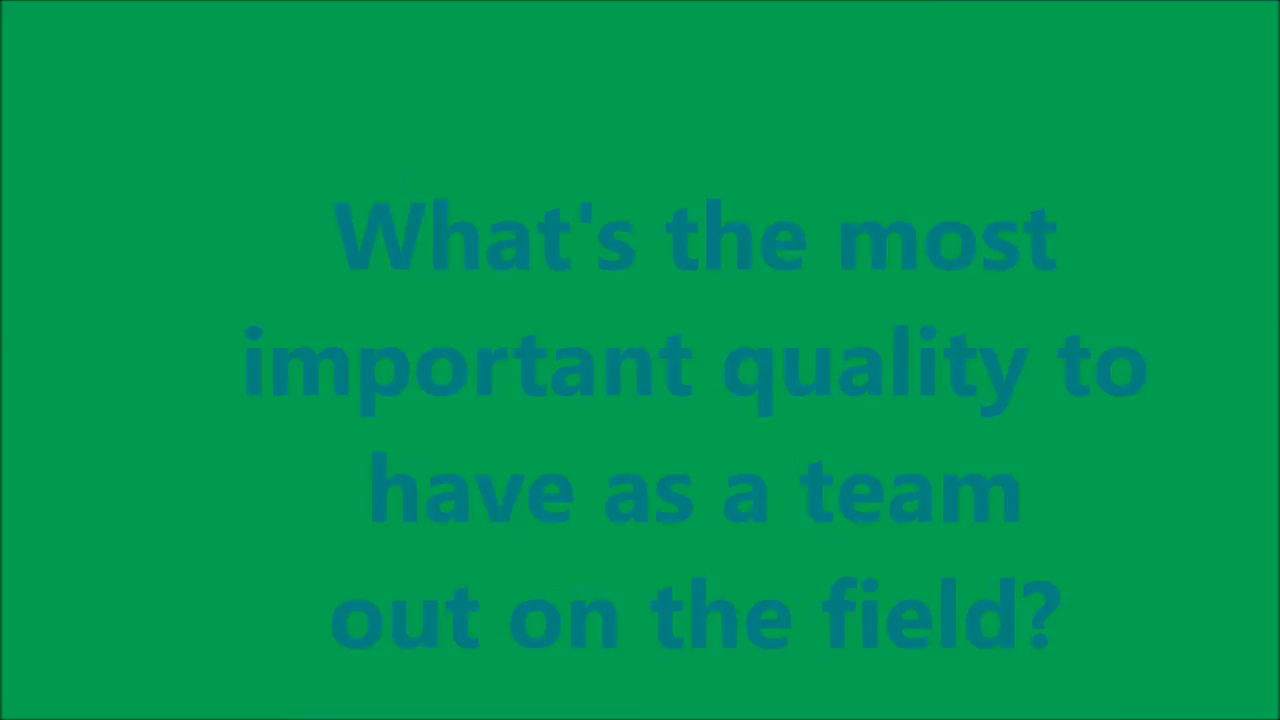 What's the most
important quality to
have as a team
out on the field?